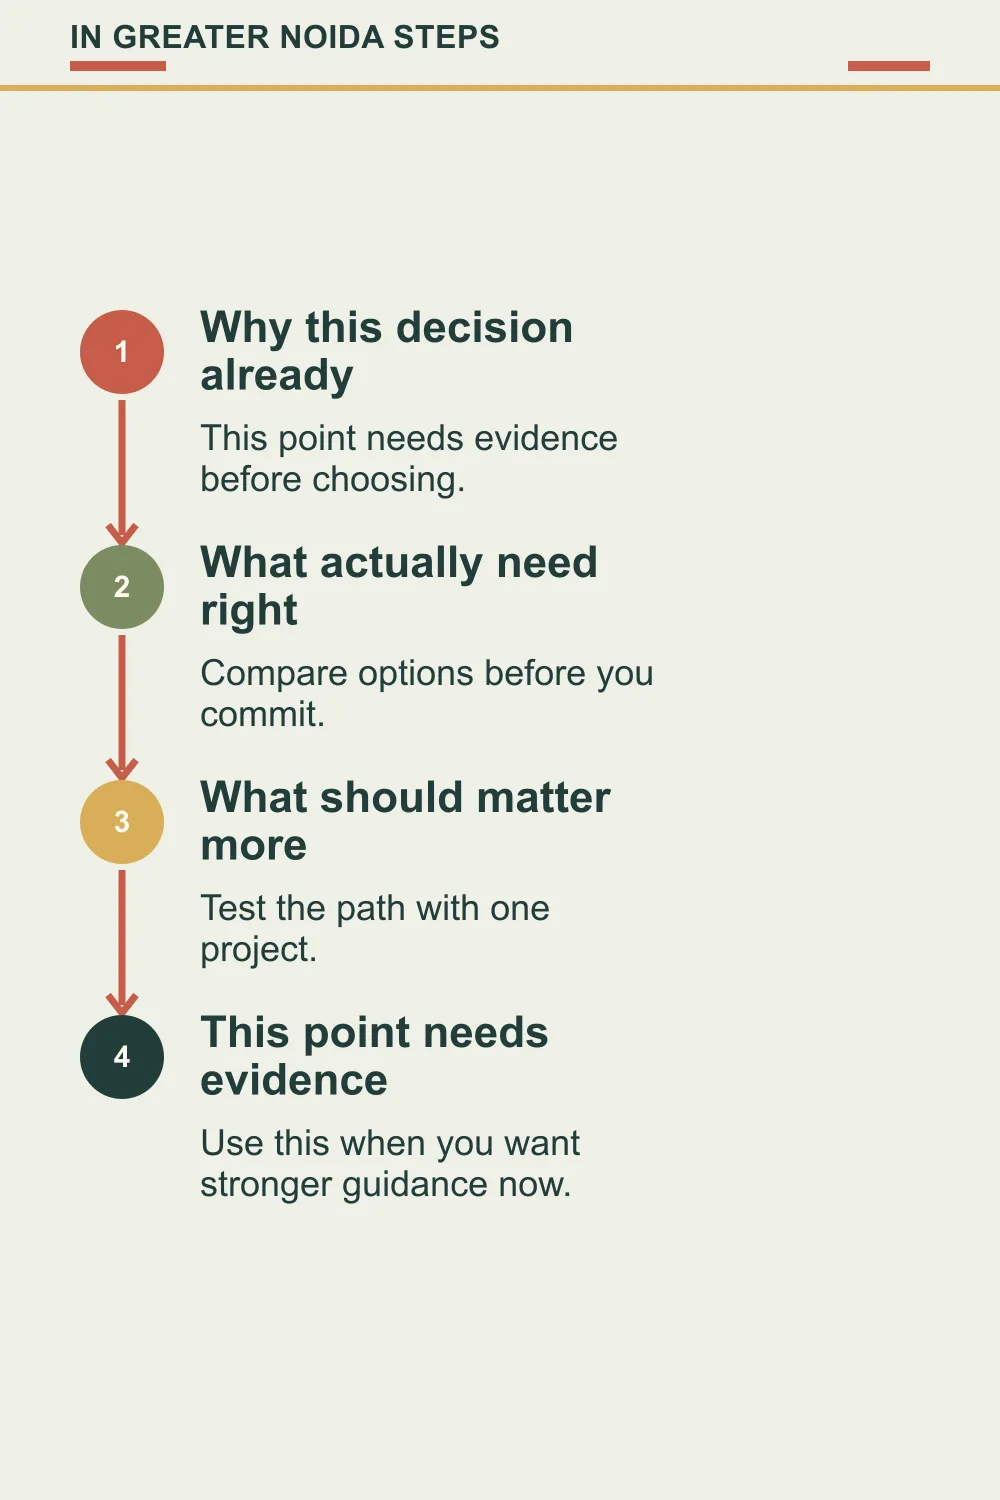 IN GREATER NOIDA STEPS
1
Why this decision
already
This point needs evidence
before choosing.
2
What actually need
right
Compare options before you
commit.
3
What should matter
more
Test the path with one
project.
4
This point needs
evidence
Use this when you want
stronger guidance now.